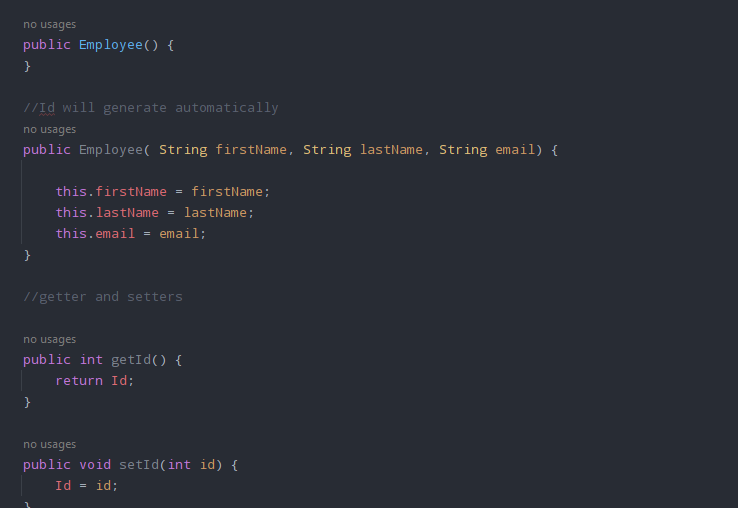 no usages
public Employee() {
}
//Id will generate automatically
no usages
public Employee( String firstName, String lastName, String email) {
this.firstName = firstName;
this.lastName = lastName;
this.email = email;
}
//getter and setters
no usages
public int getId() {
return Id;
}
no usages
public void setId(int id) {
Id = id;
}